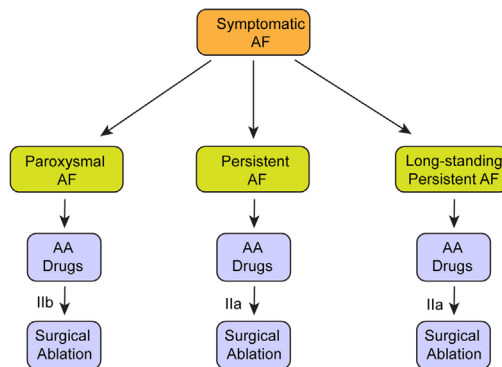 Symptomatic
AF
Paroxysmal
AF
Persistent
AF
Long-standing
Persistent AF
AA
Drugs
AA
Drugs
AA
Drugs
IIb
IIa
IIa
Surgical
Ablation
Surgical
Ablation
Surgical
Ablation